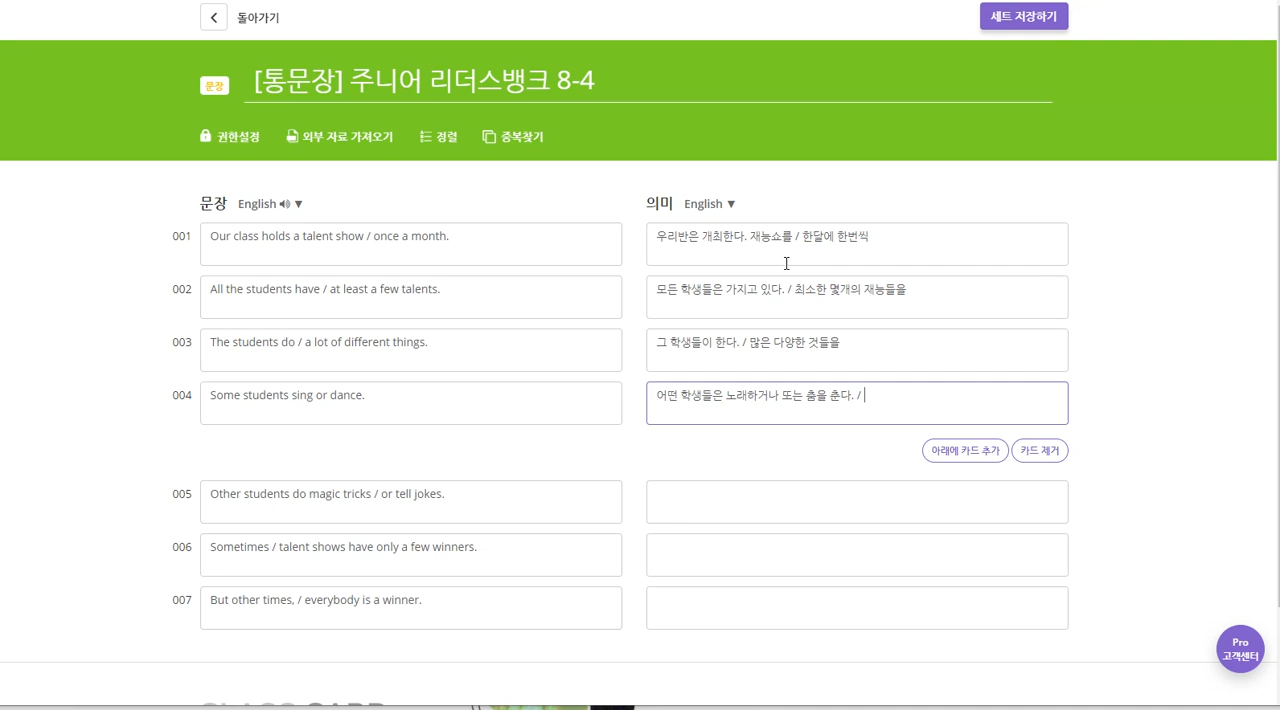 돌아가기
세트 저장하기
문장
[통문장] 주니어 리더스뱅크 8-4
권한설정 외부 자료 가져오기 정렬 중복찾기
문장 English ▼ 의미 English ▼
001 Our class holds a talent show / once a month. 우리반은 개최한다. 재능쇼를 / 한달에 한번씩
002 All the students have / at least a few talents. 모든 학생들은 가지고 있다. / 최소한 몇개의 재능들을
003 The students do / a lot of different things. 그 학생들이 한다. / 많은 다양한 것들을
004 Some students sing or dance. 어떤 학생들은 노래하거나 또는 춤을 춘다. /
아래에 카드 추가 카드 제거
005 Other students do magic tricks / or tell jokes.
006 Sometimes / talent shows have only a few winners.
007 But other times, / everybody is a winner.
Pro
고객센터